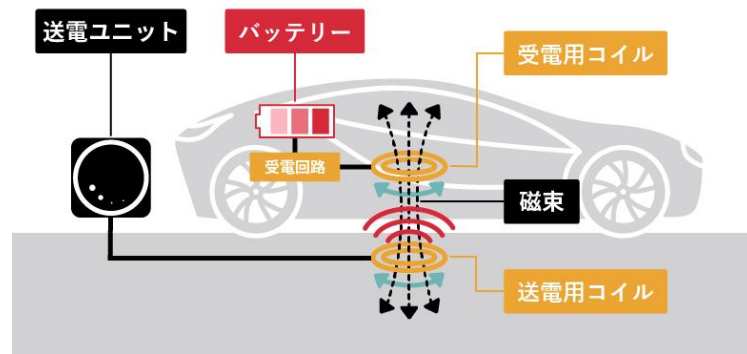 送電ユニット
バッテリー
受電用コイル
受電回路
磁束
送電用コイル